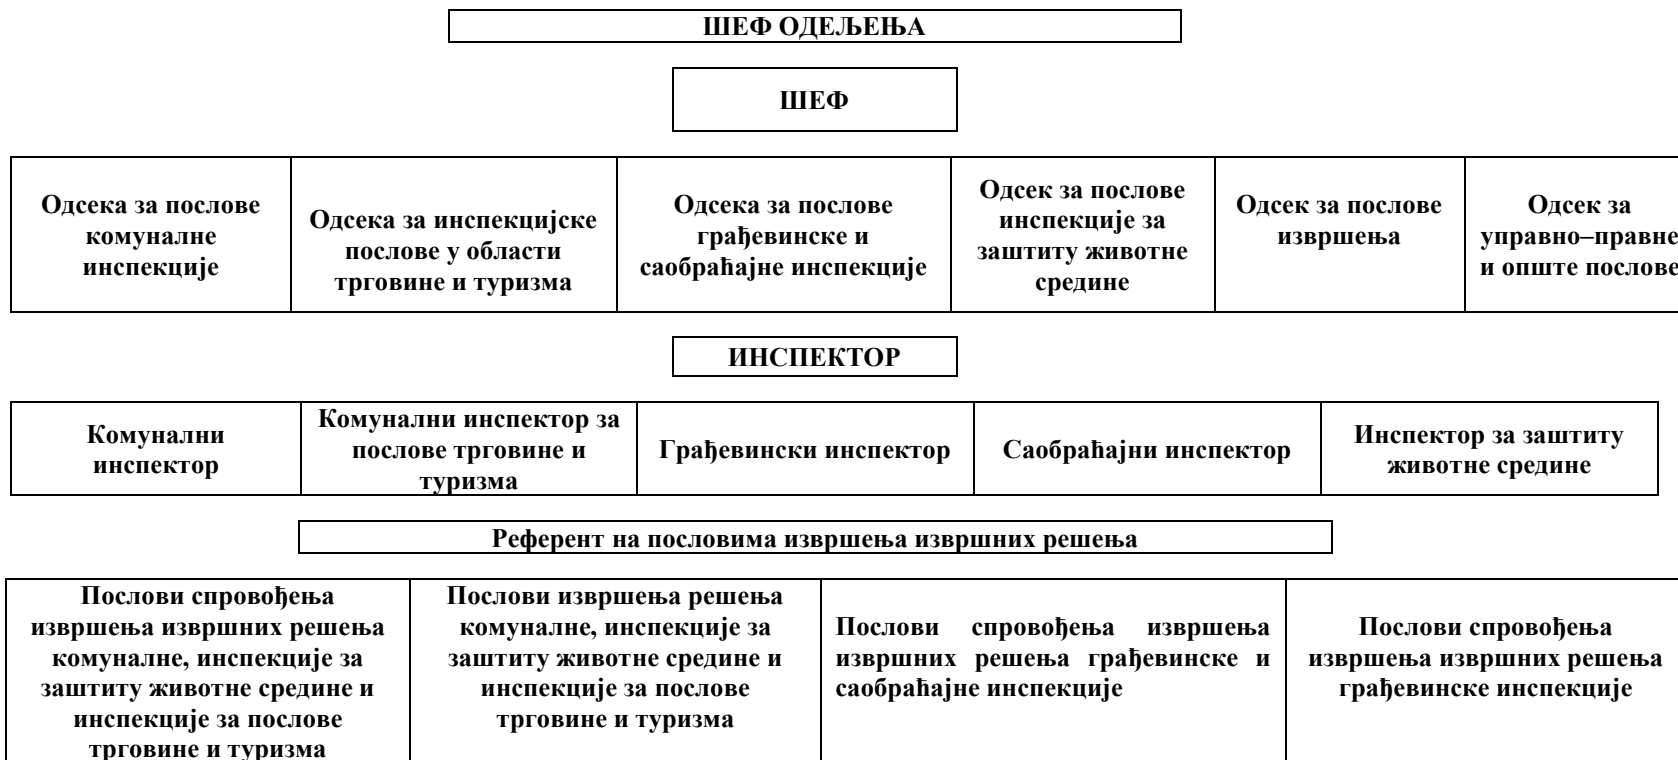 ШЕФ ОДЕЉЕЊА
ШЕФ
Одсека за послове
комуналне
инспекције
Одсека за инспекцијске
послове у области
трговине и туризма
Одсека за послове
грађевинске и
саобраћајне инспекције
Одсек за послове
инспекције за
заштиту животне
средине
Одсек за послове
извршења
Одсек за
управно–правне
и опште послове
ИНСПЕКТОР
Комунални
инспектор
Комунални инспектор за
послове трговине и
туризма
Грађевински инспектор
Саобраћајни инспектор
Инспектор за заштиту
животне средине
Референт на пословима извршења извршних решења
Послови спровођења
извршења извршних решења
комуналне, инспекције за
заштиту животне средине и
инспекције за послове
трговине и туризма
Послови извршења решења
комуналне, инспекције за
заштиту животне средине и
инспекције за послове
трговине и туризма
Послови спровођења извршења
извршних решења грађевинске и
саобраћајне инспекције
Послови спровођења
извршења извршних решења
грађевинске инспекције